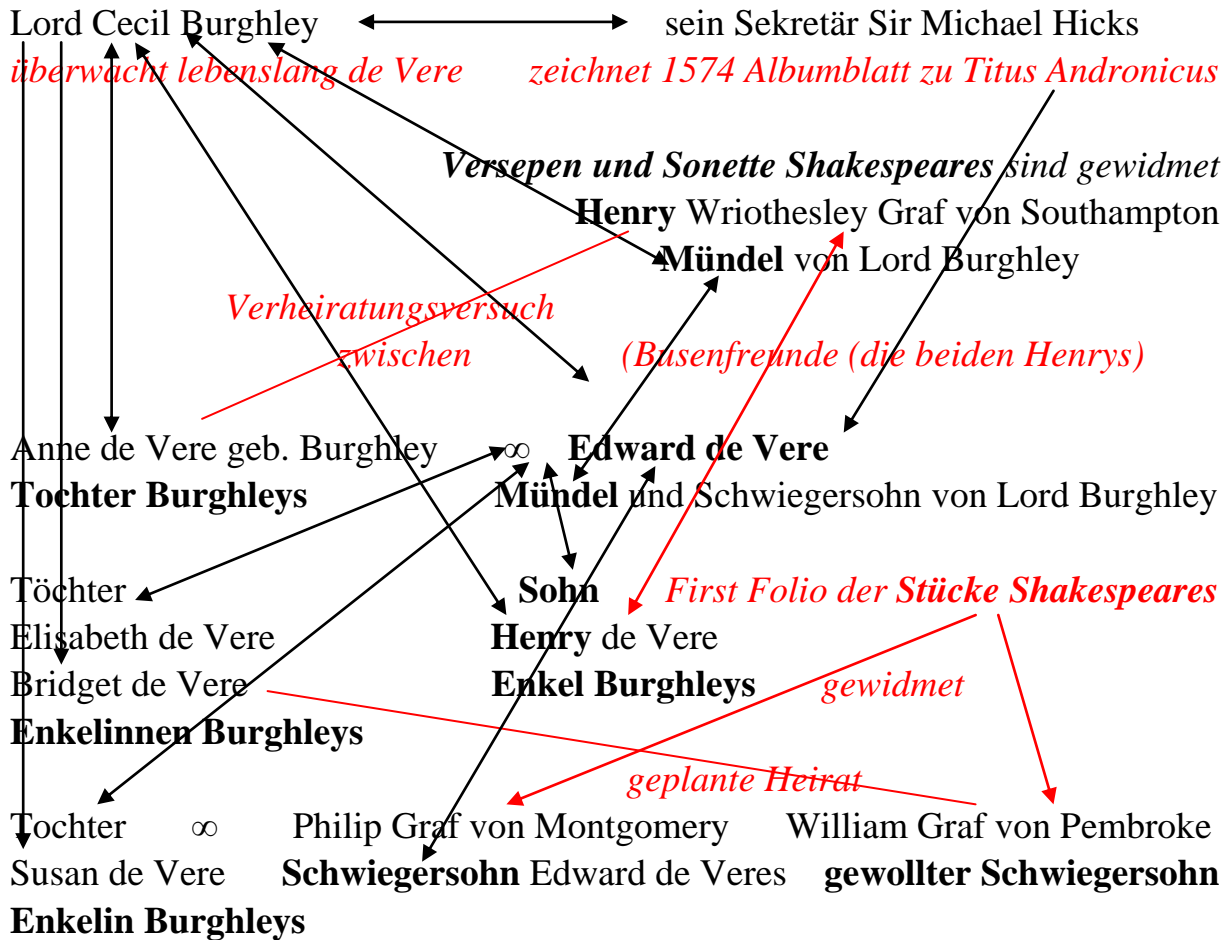 Lord Cecil Burghley sein Sekretär Sir Michael Hicks
überwacht lebenslang de Vere zeichnet 1574 Albumblatt zu Titus Andronicus
Versepen und Sonette Shakespeares sind gewidmet
Henry Wriothesley Graf von Southampton
Mündel von Lord Burghley
Verheiratungsversuch
zwischen (Busenfreunde (die beiden Henrys)
Anne de Vere geb. Burghley ∞ Edward de Vere
Tochter Burghleys Mündel und Schwiegersohn von Lord Burghley
Töchter Sohn First Folio der Stücke Shakespeares
Elisabeth de Vere Henry de Vere
Bridget de Vere Enkel Burghleys gewidmet
Enkelinnen Burghleys
geplante Heirat
Tochter ∞ Philip Graf von Montgomery William Graf von Pembroke
Susan de Vere Schwiegersohn Edward de Veres gewollter Schwiegersohn
Enkelin Burghleys